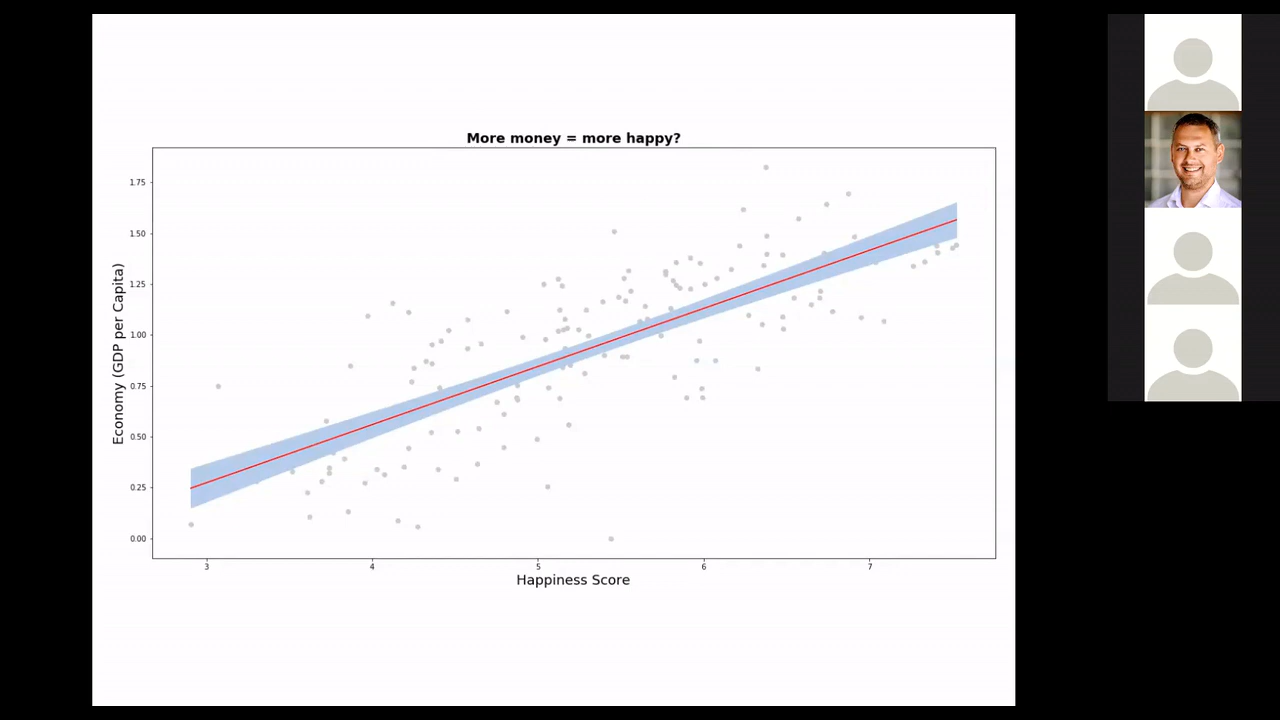 More money = more happy?
1.75
1.50
1.25
1.00
0.75
0.50
0.25
0.00
Economy (GDP per Capita)
3 4 5 6 7
Happiness Score